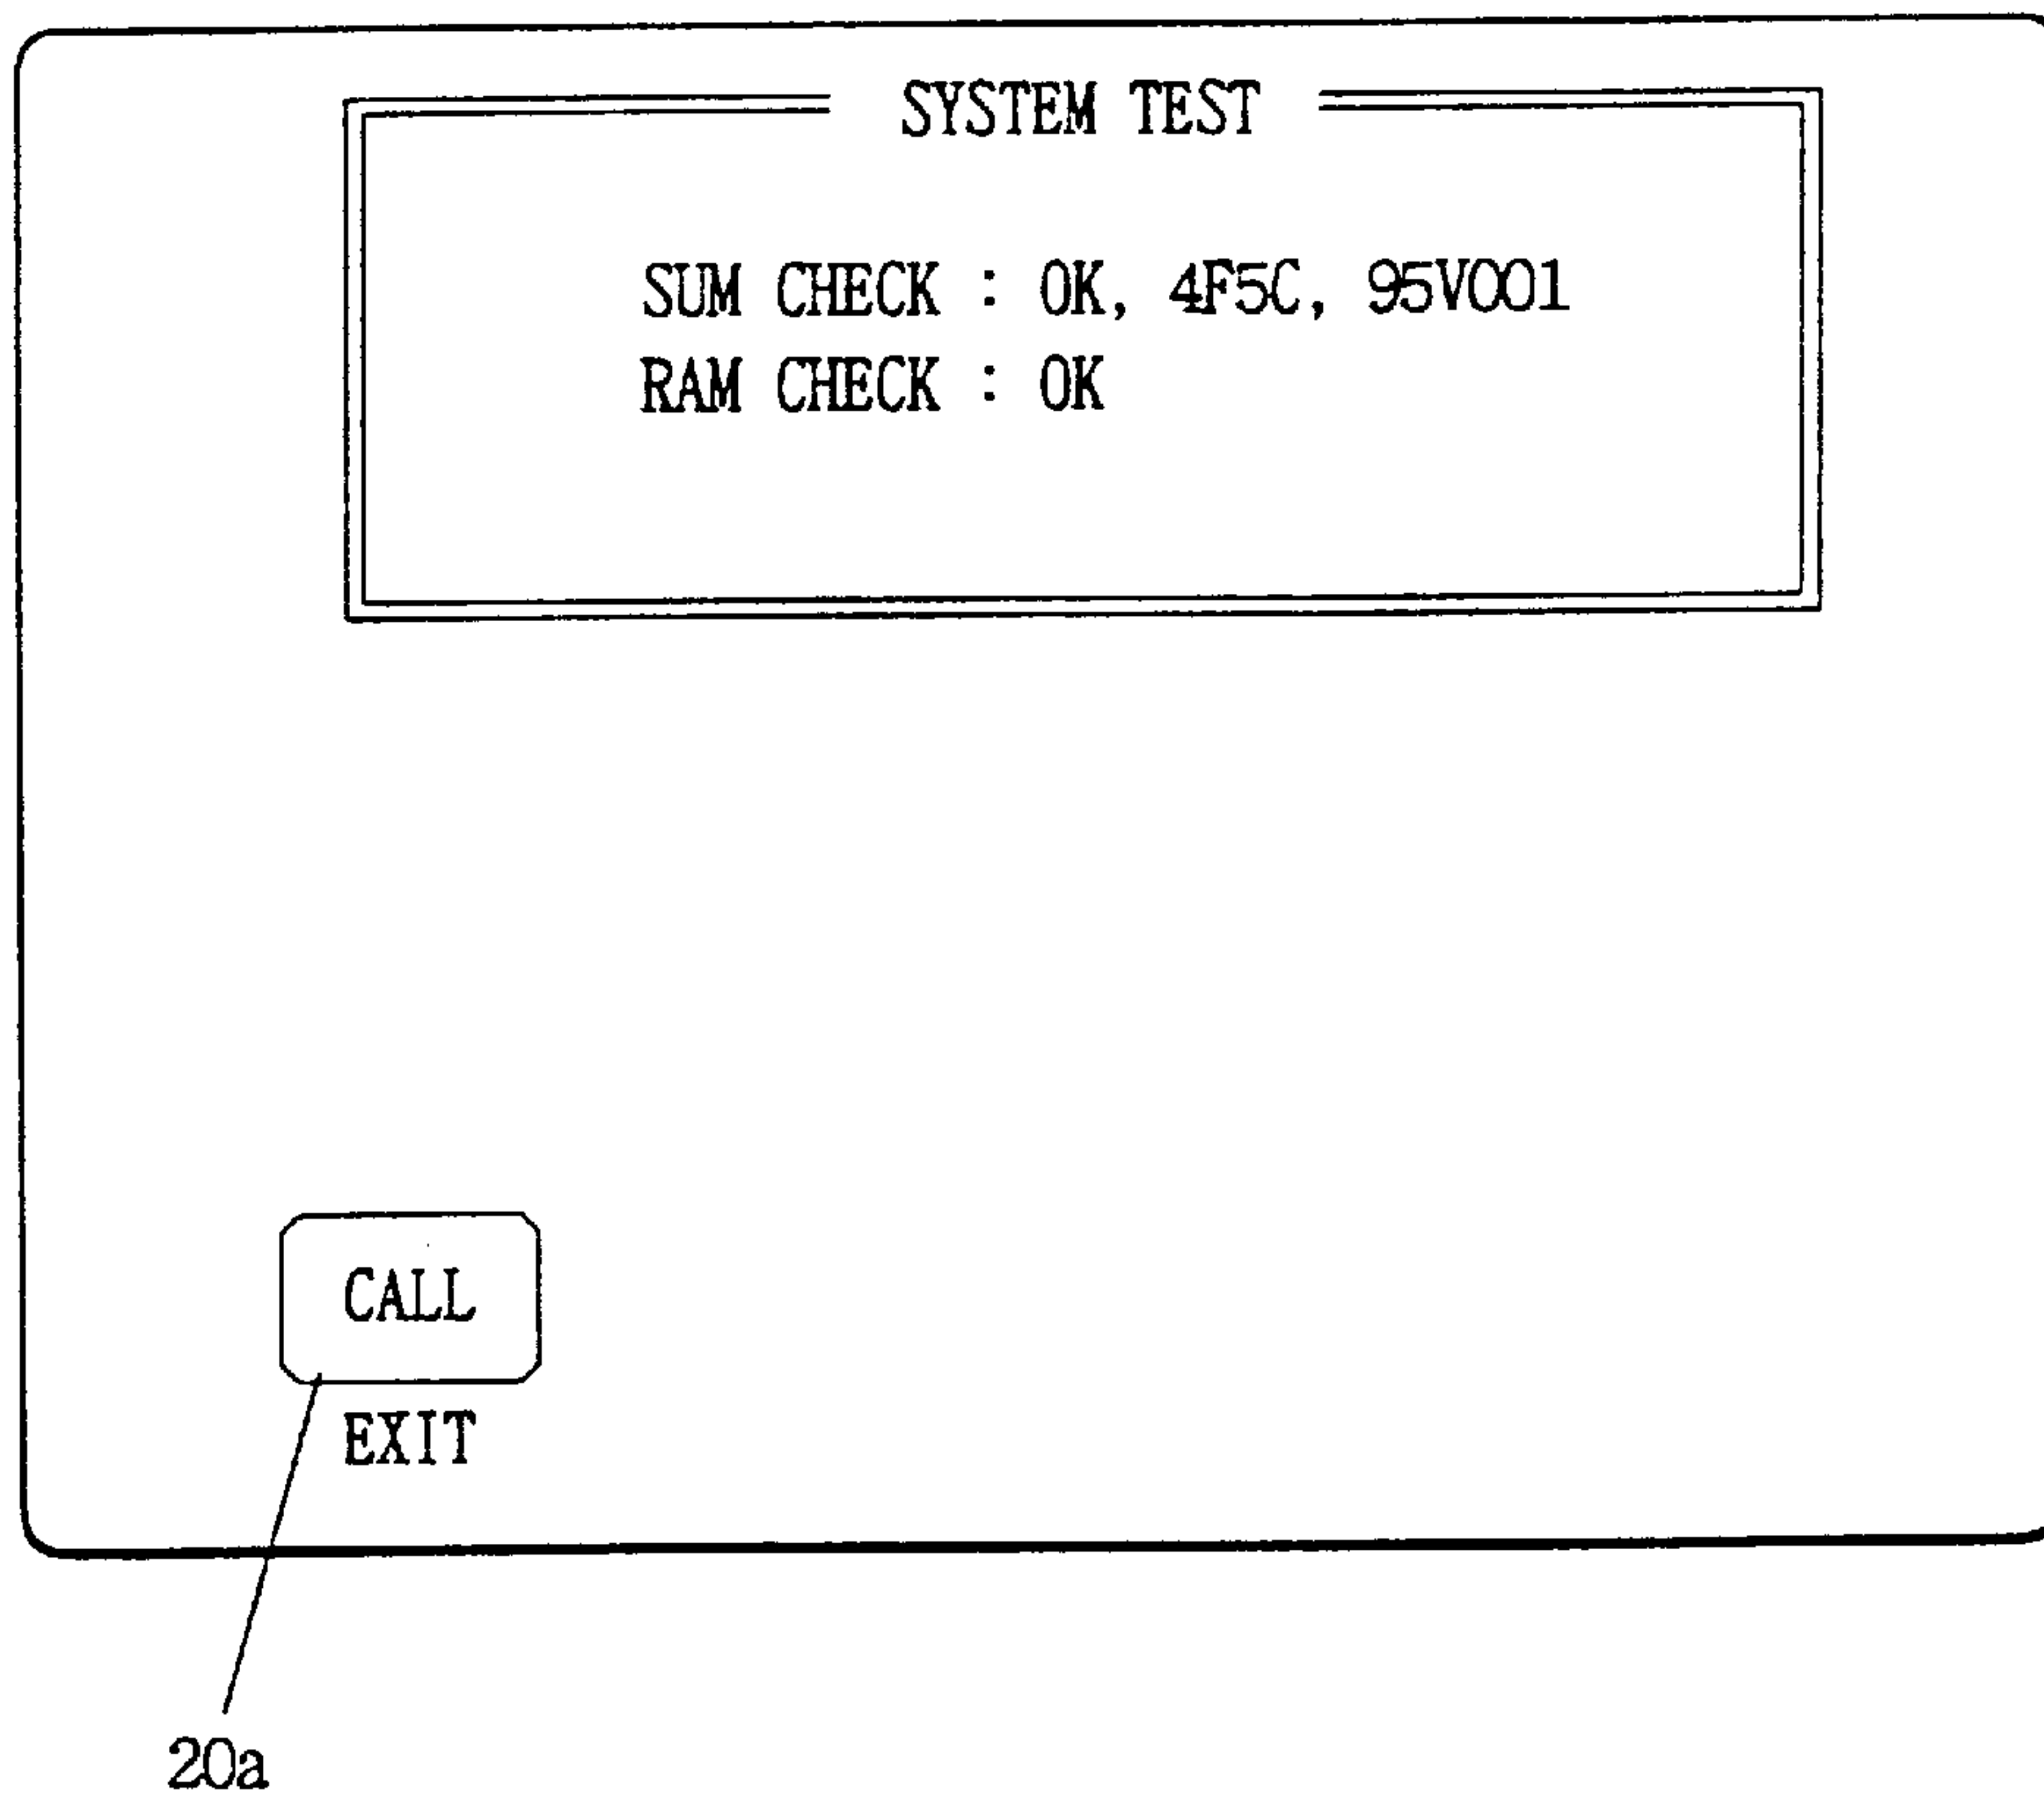 SYSTEM TEST
SUM CHECK : OK, 4F5C, 95V001
RAM CHECK : OK
CALL
EXIT
20a